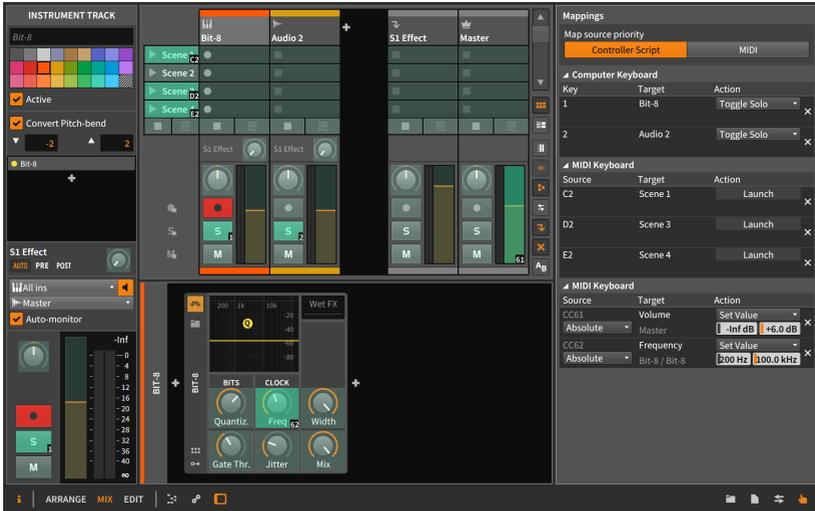 INSTRUMENT TRACK
Bit-8
Active
Convert Pitch-bend
-2
2
Bit-8
S1 Effect
AUTO PRE POST
All ins
Master
Auto-monitor
-Inf
0
4
8
12
16
20
24
28
32
36
40
∞
S 1
M
Bit-8
Audio 2
S1 Effect
Master
Scene C2
Scene 2
Scene D2
Scene E2
S1 Effect
S1 Effect
S 1
S 2
S
S
M
M
M
M
61
AB
BIT-8
BIT-8
200 1k 10k
-20
-40
-60
-80
Q
Wet FX
BITS
CLOCK
Quantiz.
Freq 62
Width
Gate Thr.
Jitter
Mix
Mappings
Map source priority
Controller Script
MIDI
Computer Keyboard
Key Target Action
1 Bit-8 Toggle Solo
2 Audio 2 Toggle Solo
MIDI Keyboard
Source Target Action
C2 Scene 1 Launch
D2 Scene 3 Launch
E2 Scene 4 Launch
MIDI Keyboard
Source Target Action
CC61 Volume Set Value
Absolute Master -Inf dB +6.0 dB
CC62 Frequency Set Value
Absolute Bit-8 / Bit-8 200 Hz 100.0 kHz
i ARRANGE MIX EDIT